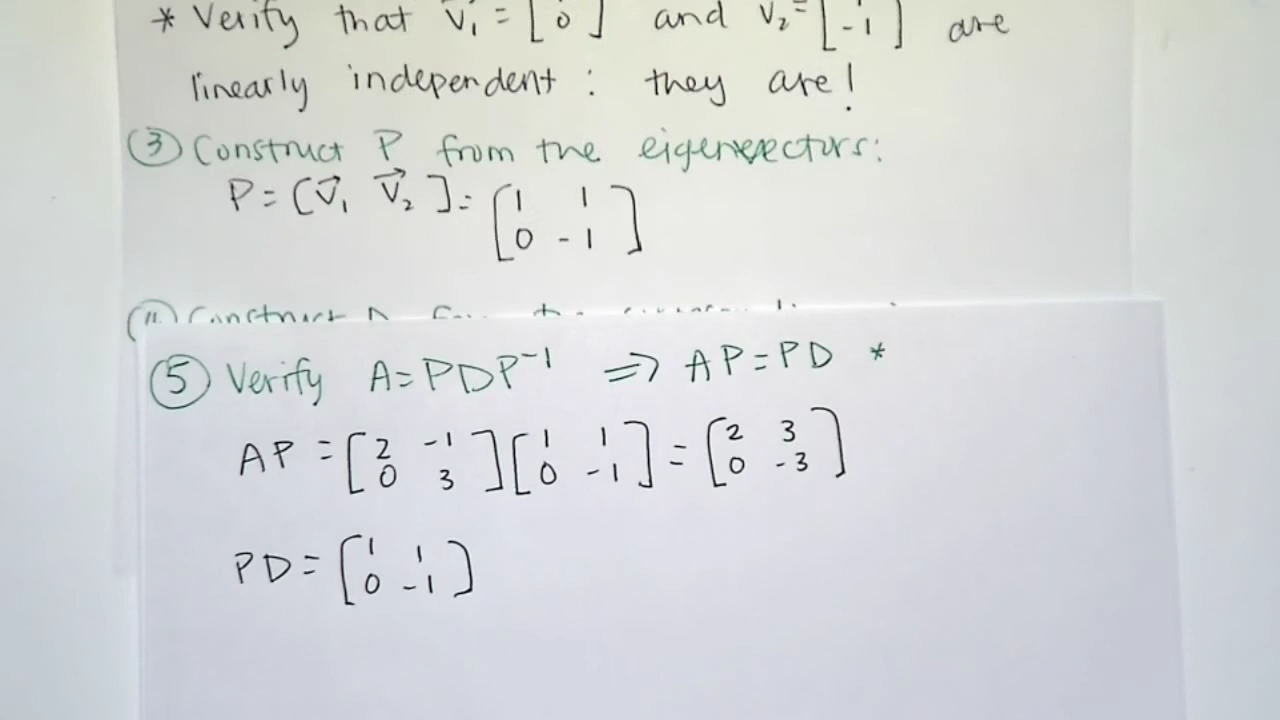 * Verify that v⃗₁ = [ 0 ] and v₂ = [ -1 ] are
linearly independent : they are!
③ Construct P from the eigenvectors:
P = [v⃗₁ v⃗₂] = [1 1
0 -1]
Construct D
⑤ Verify A=PDP⁻¹ ⇒ AP=PD *
AP = [2 -1; 0 3] [1 1; 0 -1] = [2 3; 0 -3]
PD = [1 1; 0 -1]